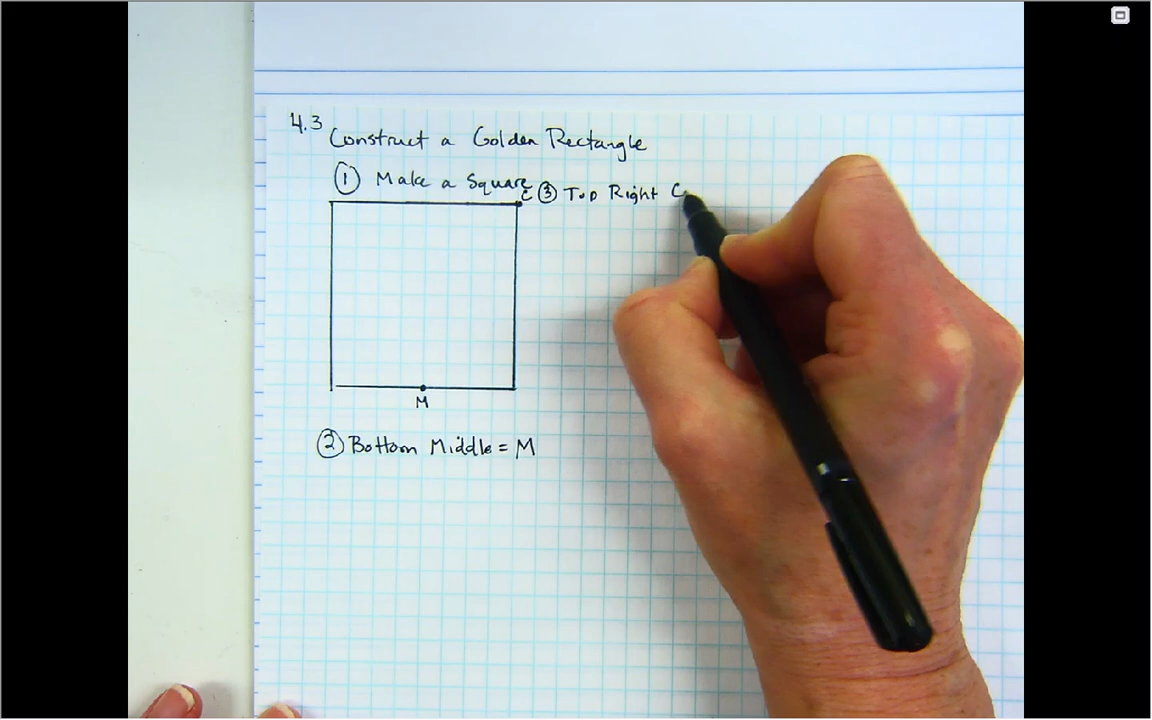 4.3
Construct a Golden Rectangle
① Make a Square
C ③ Top Right C
M
② Bottom Middle = M